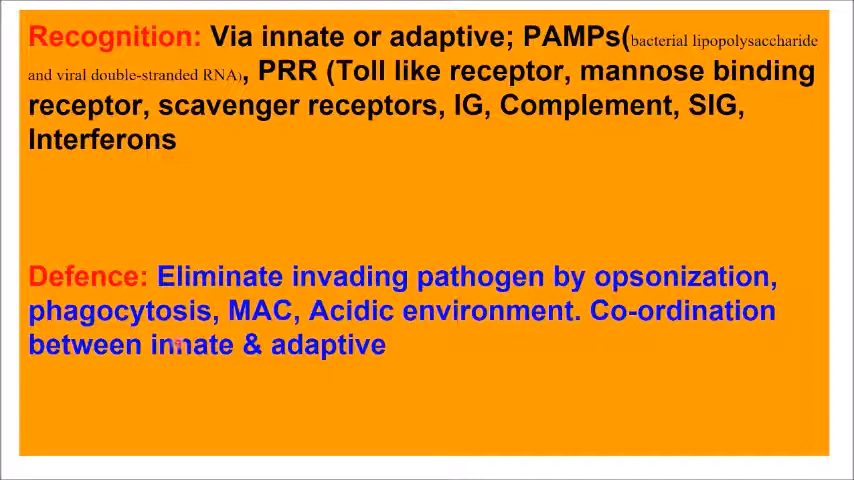 Recognition: Via innate or adaptive; PAMPs(bacterial lipopolysaccharide
and viral double-stranded RNA), PRR (Toll like receptor, mannose binding
receptor, scavenger receptors, IG, Complement, SIG,
Interferons
Defence: Eliminate invading pathogen by opsonization,
phagocytosis, MAC, Acidic environment. Co-ordination
between innate & adaptive